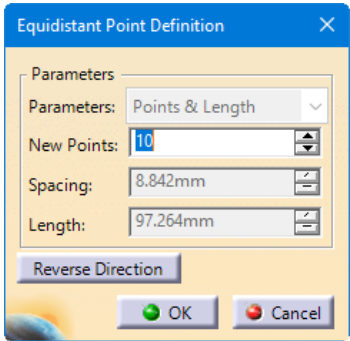 Equidistant Point Definition
Parameters
Parameters: Points & Length
New Points: 10
Spacing: 8.842mm
Length: 97.264mm
Reverse Direction
OK Cancel